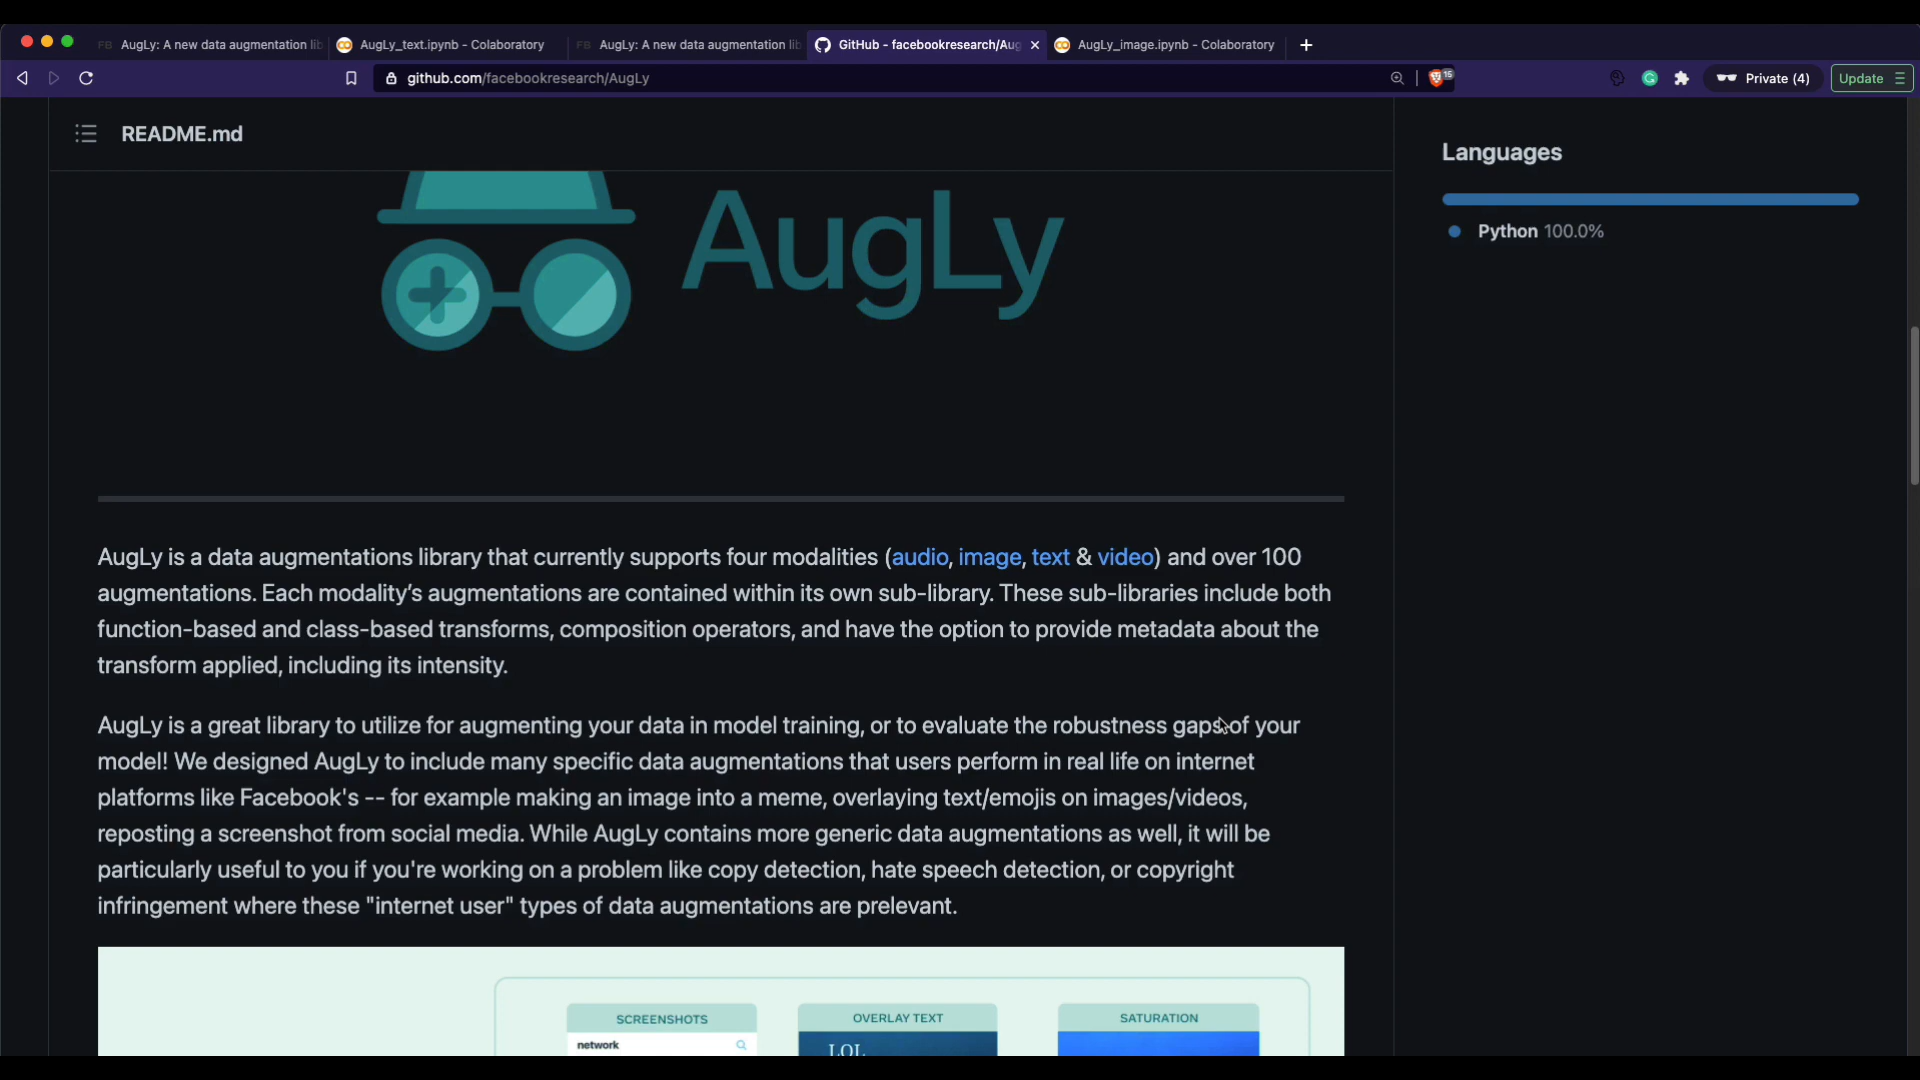 AugLy: A new data augmentation lib
AugLy_text.ipynb - Colaboratory
AugLy: A new data augmentation lib
GitHub - facebookresearch/Aug
AugLy_image.ipynb - Colaboratory
github.com/facebookresearch/AugLy
15
Private (4)
Update
README.md
AugLy
Languages
Python 100.0%
AugLy is a data augmentations library that currently supports four modalities (audio, image, text & video) and over 100
augmentations. Each modality’s augmentations are contained within its own sub-library. These sub-libraries include both
function-based and class-based transforms, composition operators, and have the option to provide metadata about the
transform applied, including its intensity.
AugLy is a great library to utilize for augmenting your data in model training, or to evaluate the robustness gaps of your
model! We designed AugLy to include many specific data augmentations that users perform in real life on internet
platforms like Facebook's -- for example making an image into a meme, overlaying text/emojis on images/videos,
reposting a screenshot from social media. While AugLy contains more generic data augmentations as well, it will be
particularly useful to you if you're working on a problem like copy detection, hate speech detection, or copyright
infringement where these "internet user" types of data augmentations are prelevant.
SCREENSHOTS
OVERLAY TEXT
SATURATION
network
LOL